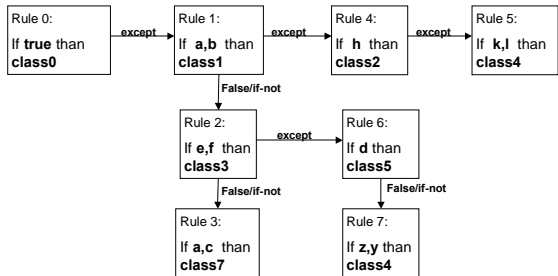 Rule 0:
If true than
class0
except
Rule 1:
If a,b than
class1
except
Rule 4:
If h than
class2
except
Rule 5:
If k,l than
class4
False/if-not
Rule 2:
If e,f than
class3
except
Rule 6:
If d than
class5
False/if-not
False/if-not
Rule 3:
If a,c than
class7
Rule 7:
If z,y than
class4